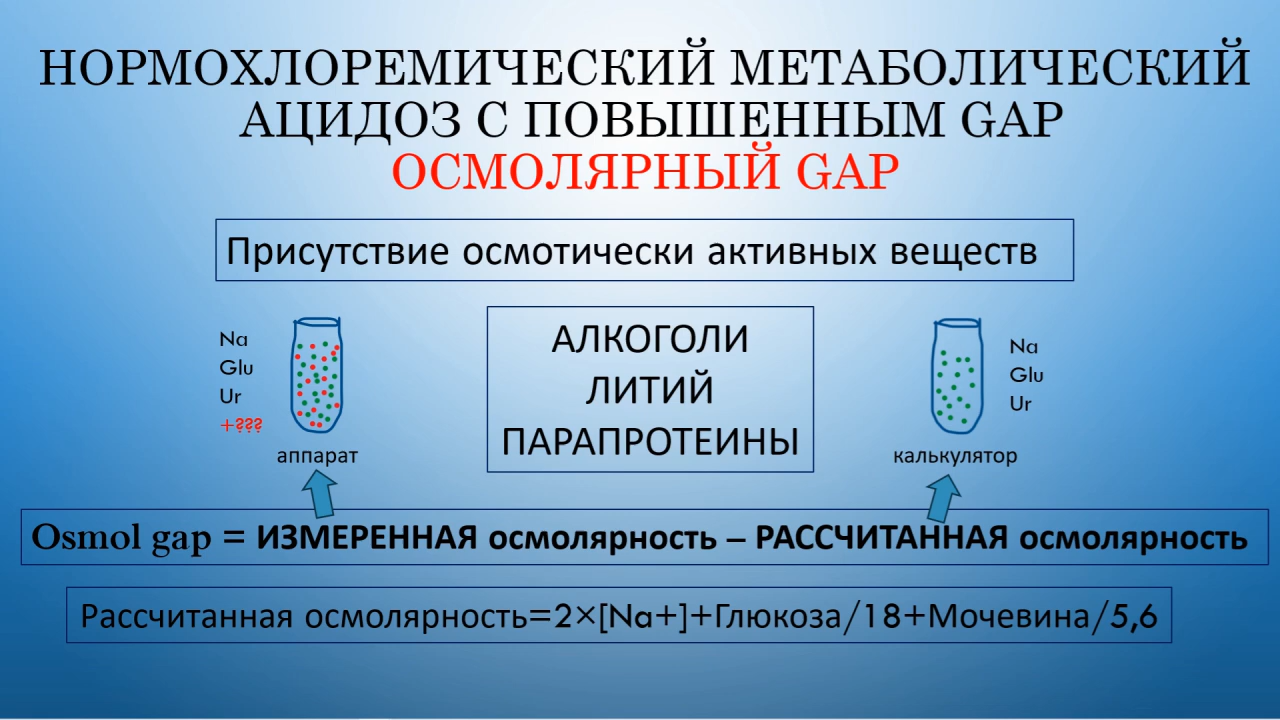 НОРМОХЛОРЕМИЧЕСКИЙ МЕТАБОЛИЧЕСКИЙ
АЦИДОЗ С ПОВЫШЕННЫМ GAP
ОСМОЛЯРНЫЙ GAP
Присутствие осмотически активных веществ
Na
Glu
Ur
+???
аппарат
АЛКОГОЛИ
ЛИТИЙ
ПАРАПРОТЕИНЫ
Na
Glu
Ur
калькулятор
Osmol gap = ИЗМЕРЕННАЯ осмолярность – РАССЧИТАННАЯ осмолярность
Рассчитанная осмолярность=2×[Na+]+Глюкоза/18+Мочевина/5,6